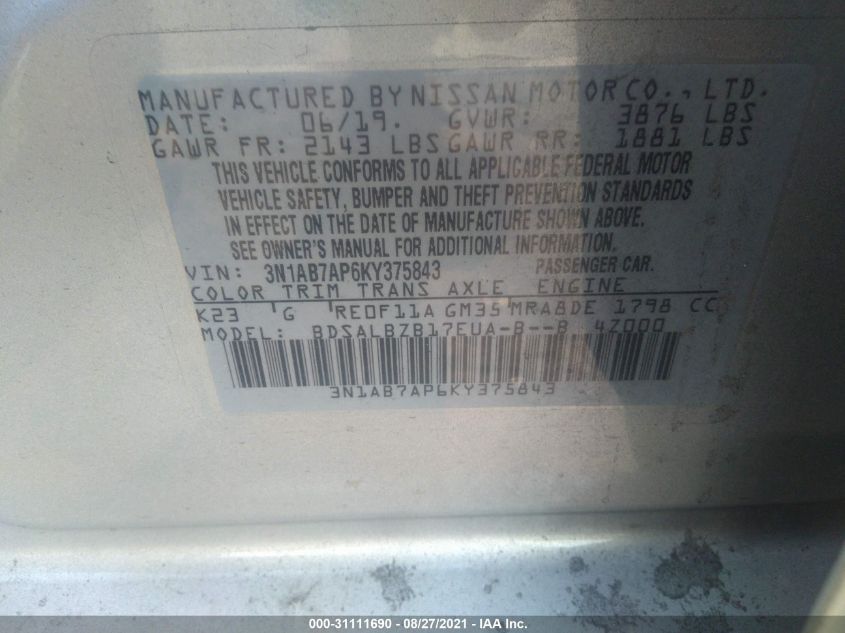 MANUFACTURED BY NISSAN MOTOR CO., LTD.
DATE: 06/19. GVWR: 3876 LBS
GAWR FR: 2143 LBS GAWR RR: 1881 LBS
THIS VEHICLE CONFORMS TO ALL APPLICABLE FEDERAL MOTOR
VEHICLE SAFETY, BUMPER AND THEFT PREVENTION STANDARDS
IN EFFECT ON THE DATE OF MANUFACTURE SHOWN ABOVE.
SEE OWNER'S MANUAL FOR ADDITIONAL INFORMATION.
VIN: 3N1AB7AP6KY375843 PASSENGER CAR.
COLOR TRIM TRANS AXLE ENGINE
K23 G RE0F11A GM35 MRA8DE 1798 CC
MODEL: BDSALBZB17EUA-B--B 4Z000
3N1AB7AP6KY375843
000-31111690 - 08/27/2021 - IAA Inc.